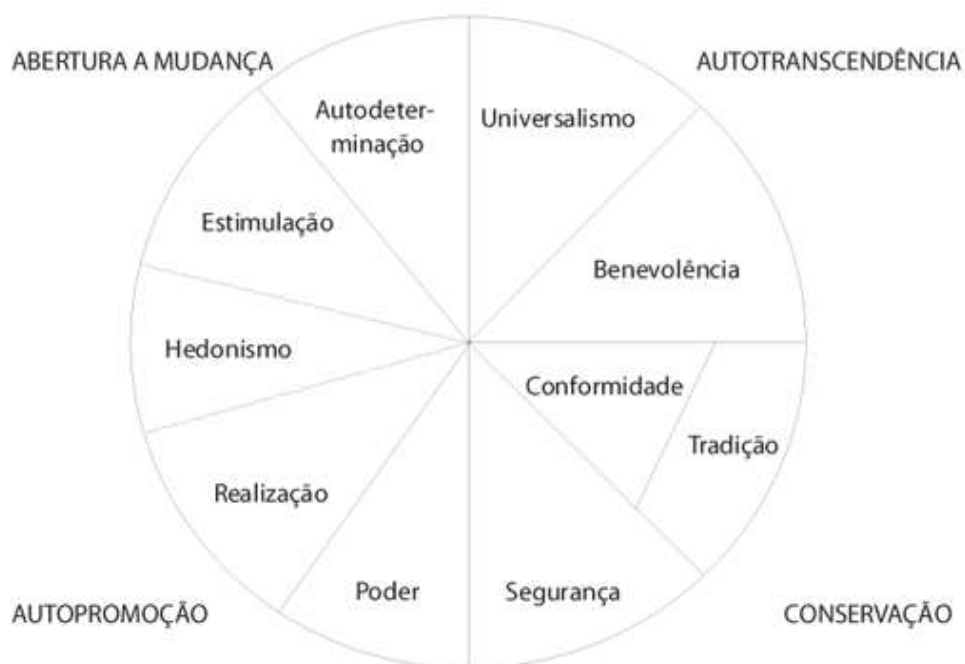 ABERTURA A MUDANÇA
AUTOTRANSCENDÊNCIA
Autodeter-
minação
Universalismo
Estimulação
Benevolência
Hedonismo
Conformidade
Tradição
Realização
Poder
Segurança
AUTOPROMOÇÃO
CONSERVAÇÃO